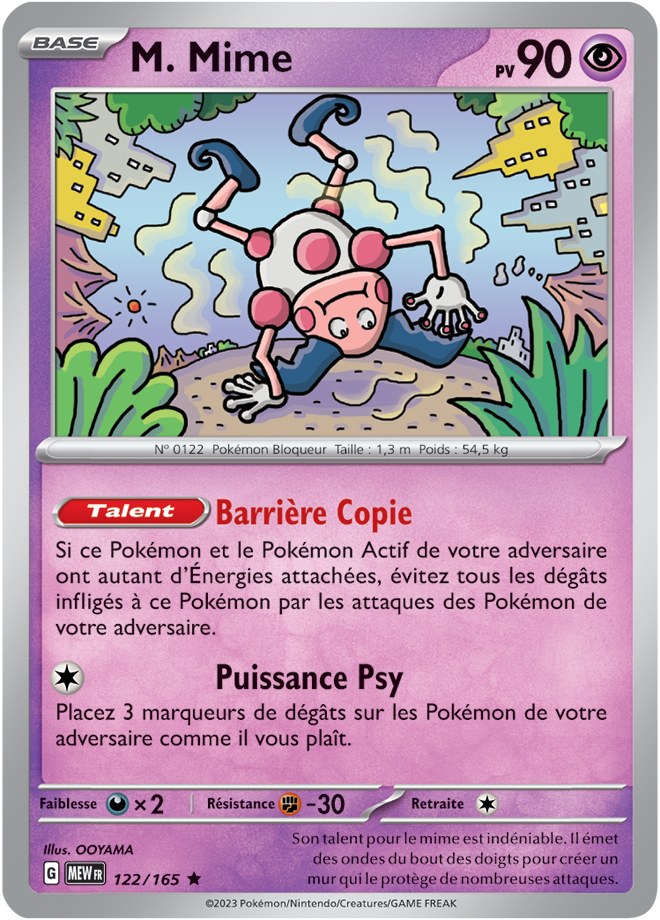 BASE
M. Mime
PV 90
N° 0122 Pokémon Bloqueur Taille : 1,3 m Poids : 54,5 kg
Talent Barrière Copie
Si ce Pokémon et le Pokémon Actif de votre adversaire
ont autant d'Énergies attachées, évitez tous les dégâts
infligés à ce Pokémon par les attaques des Pokémon de
votre adversaire.
Puissance Psy
Placez 3 marqueurs de dégâts sur les Pokémon de votre
adversaire comme il vous plaît.
Faiblesse ×2 Résistance -30 Retraite
Illus. OOYAMA
G MEW FR 122/165 ★
Son talent pour le mime est indéniable. Il émet
des ondes du bout des doigts pour créer un
mur qui le protège de nombreuses attaques.
©2023 Pokémon/Nintendo/Creatures/GAME FREAK